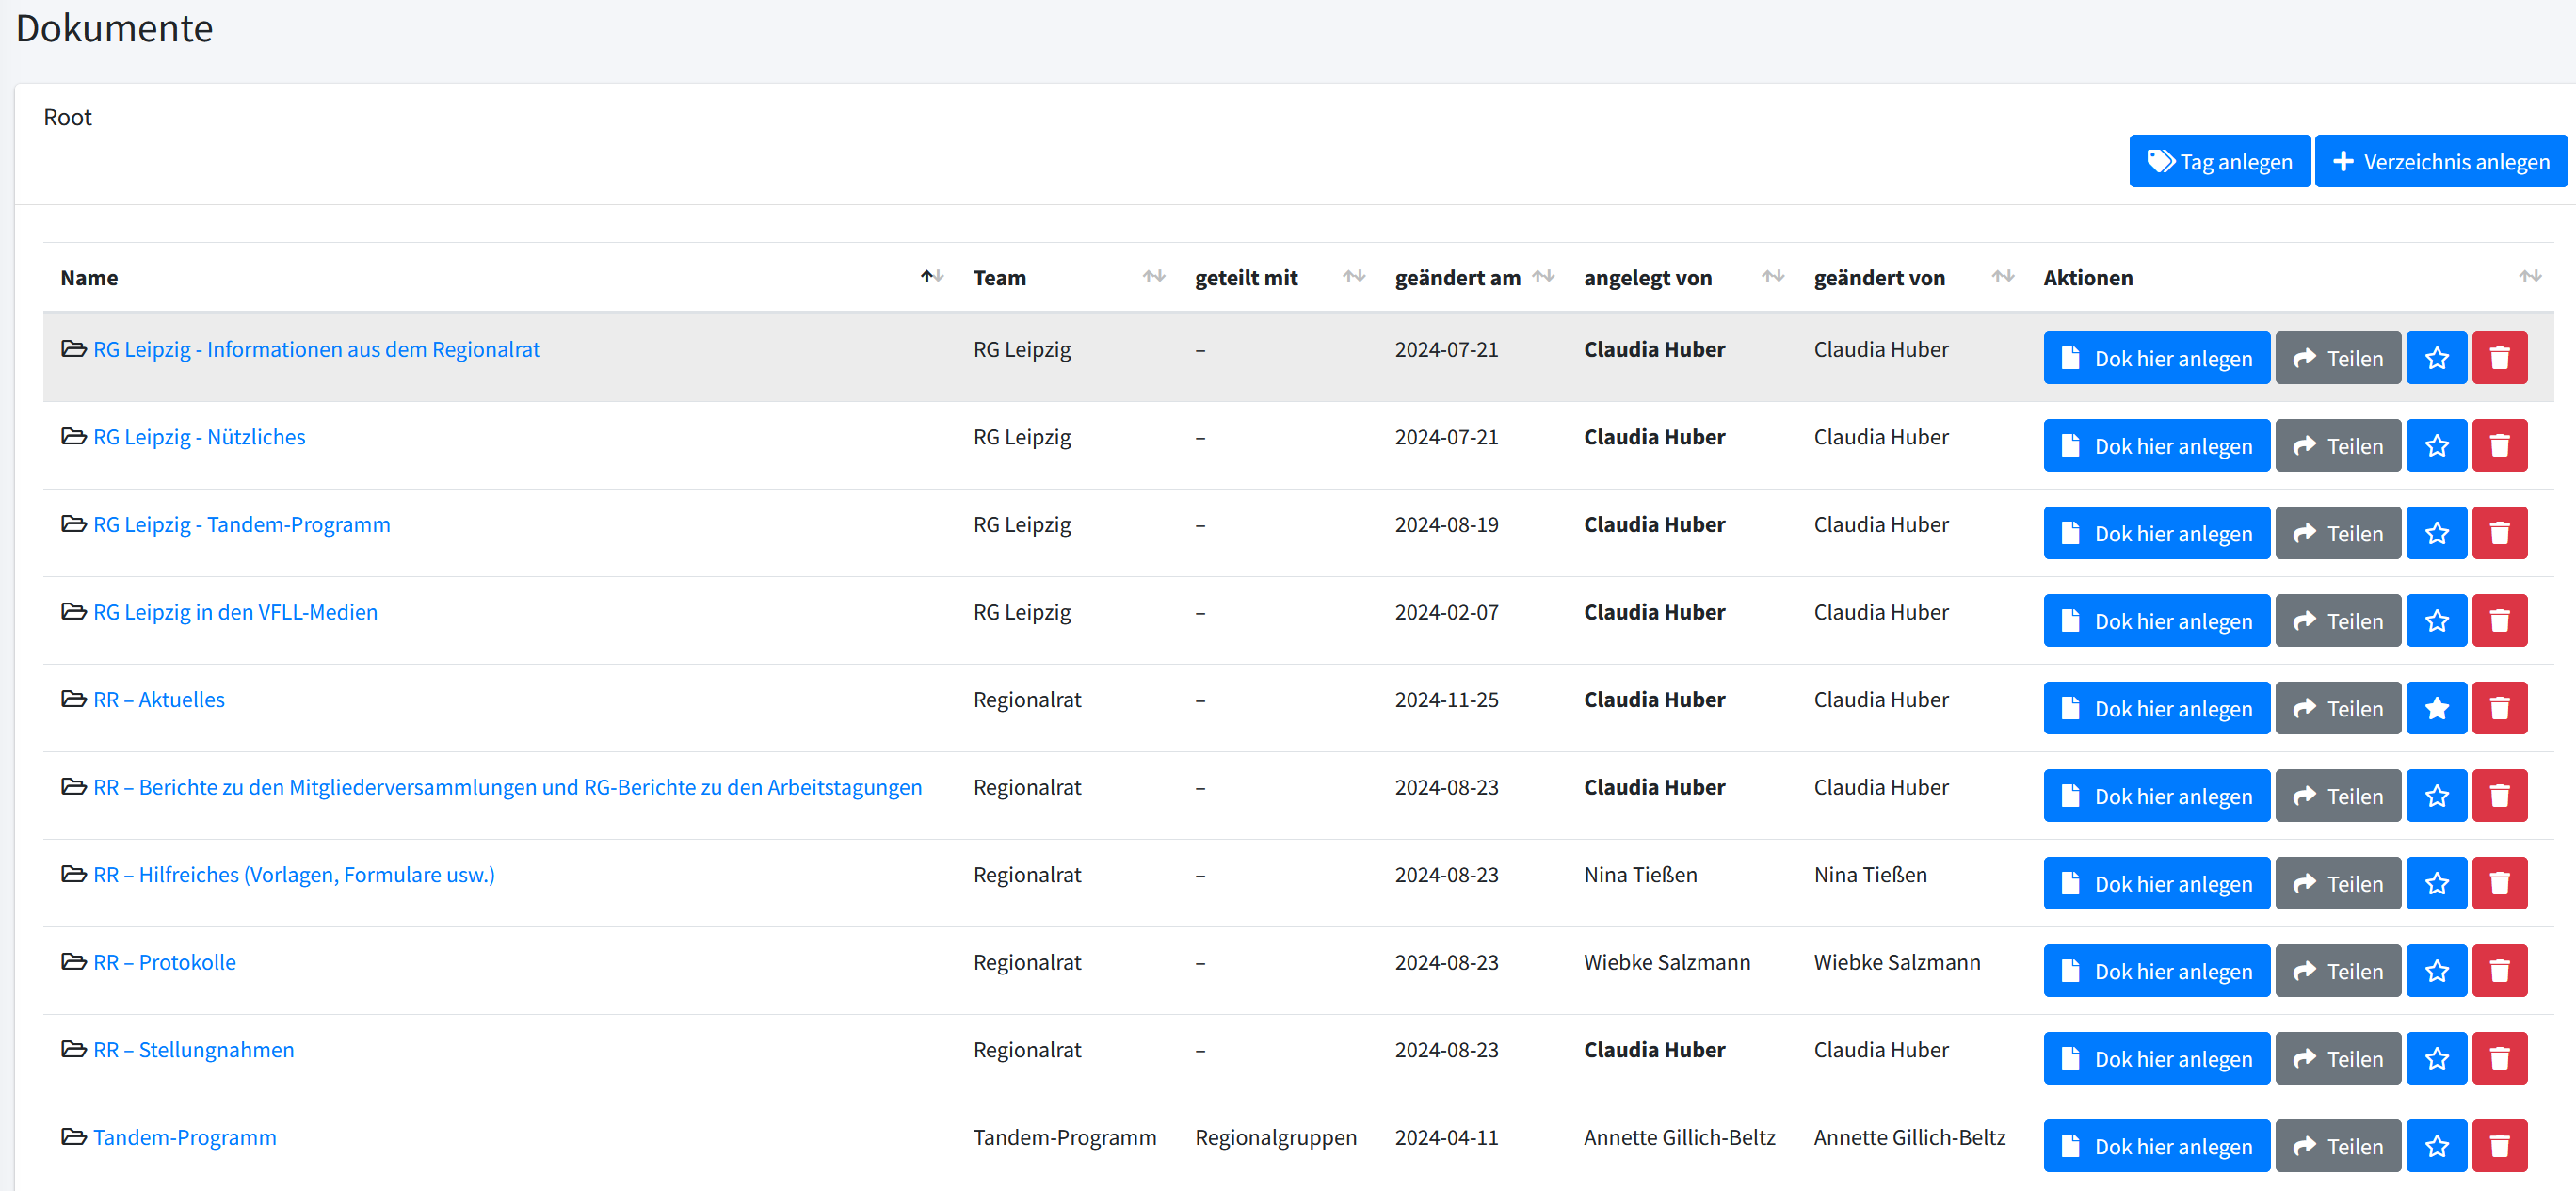 Dokumente
Root
Tag anlegen Verzeichnis anlegen
Name Team geteilt mit geändert am angelegt von geändert von Aktionen
RG Leipzig - Informationen aus dem Regionalrat RG Leipzig – 2024-07-21 Claudia Huber Claudia Huber Dok hier anlegen Teilen
RG Leipzig - Nützliches RG Leipzig – 2024-07-21 Claudia Huber Claudia Huber Dok hier anlegen Teilen
RG Leipzig - Tandem-Programm RG Leipzig – 2024-08-19 Claudia Huber Claudia Huber Dok hier anlegen Teilen
RG Leipzig in den VFLL-Medien RG Leipzig – 2024-02-07 Claudia Huber Claudia Huber Dok hier anlegen Teilen
RR – Aktuelles Regionalrat – 2024-11-25 Claudia Huber Claudia Huber Dok hier anlegen Teilen
RR – Berichte zu den Mitgliederversammlungen und RG-Berichte zu den Arbeitstagungen Regionalrat – 2024-08-23 Claudia Huber Claudia Huber Dok hier anlegen Teilen
RR – Hilfreiches (Vorlagen, Formulare usw.) Regionalrat – 2024-08-23 Nina Tießen Nina Tießen Dok hier anlegen Teilen
RR – Protokolle Regionalrat – 2024-08-23 Wiebke Salzmann Wiebke Salzmann Dok hier anlegen Teilen
RR – Stellungnahmen Regionalrat – 2024-08-23 Claudia Huber Claudia Huber Dok hier anlegen Teilen
Tandem-Programm Tandem-Programm Regionalgruppen 2024-04-11 Annette Gillich-Beltz Annette Gillich-Beltz Dok hier anlegen Teilen